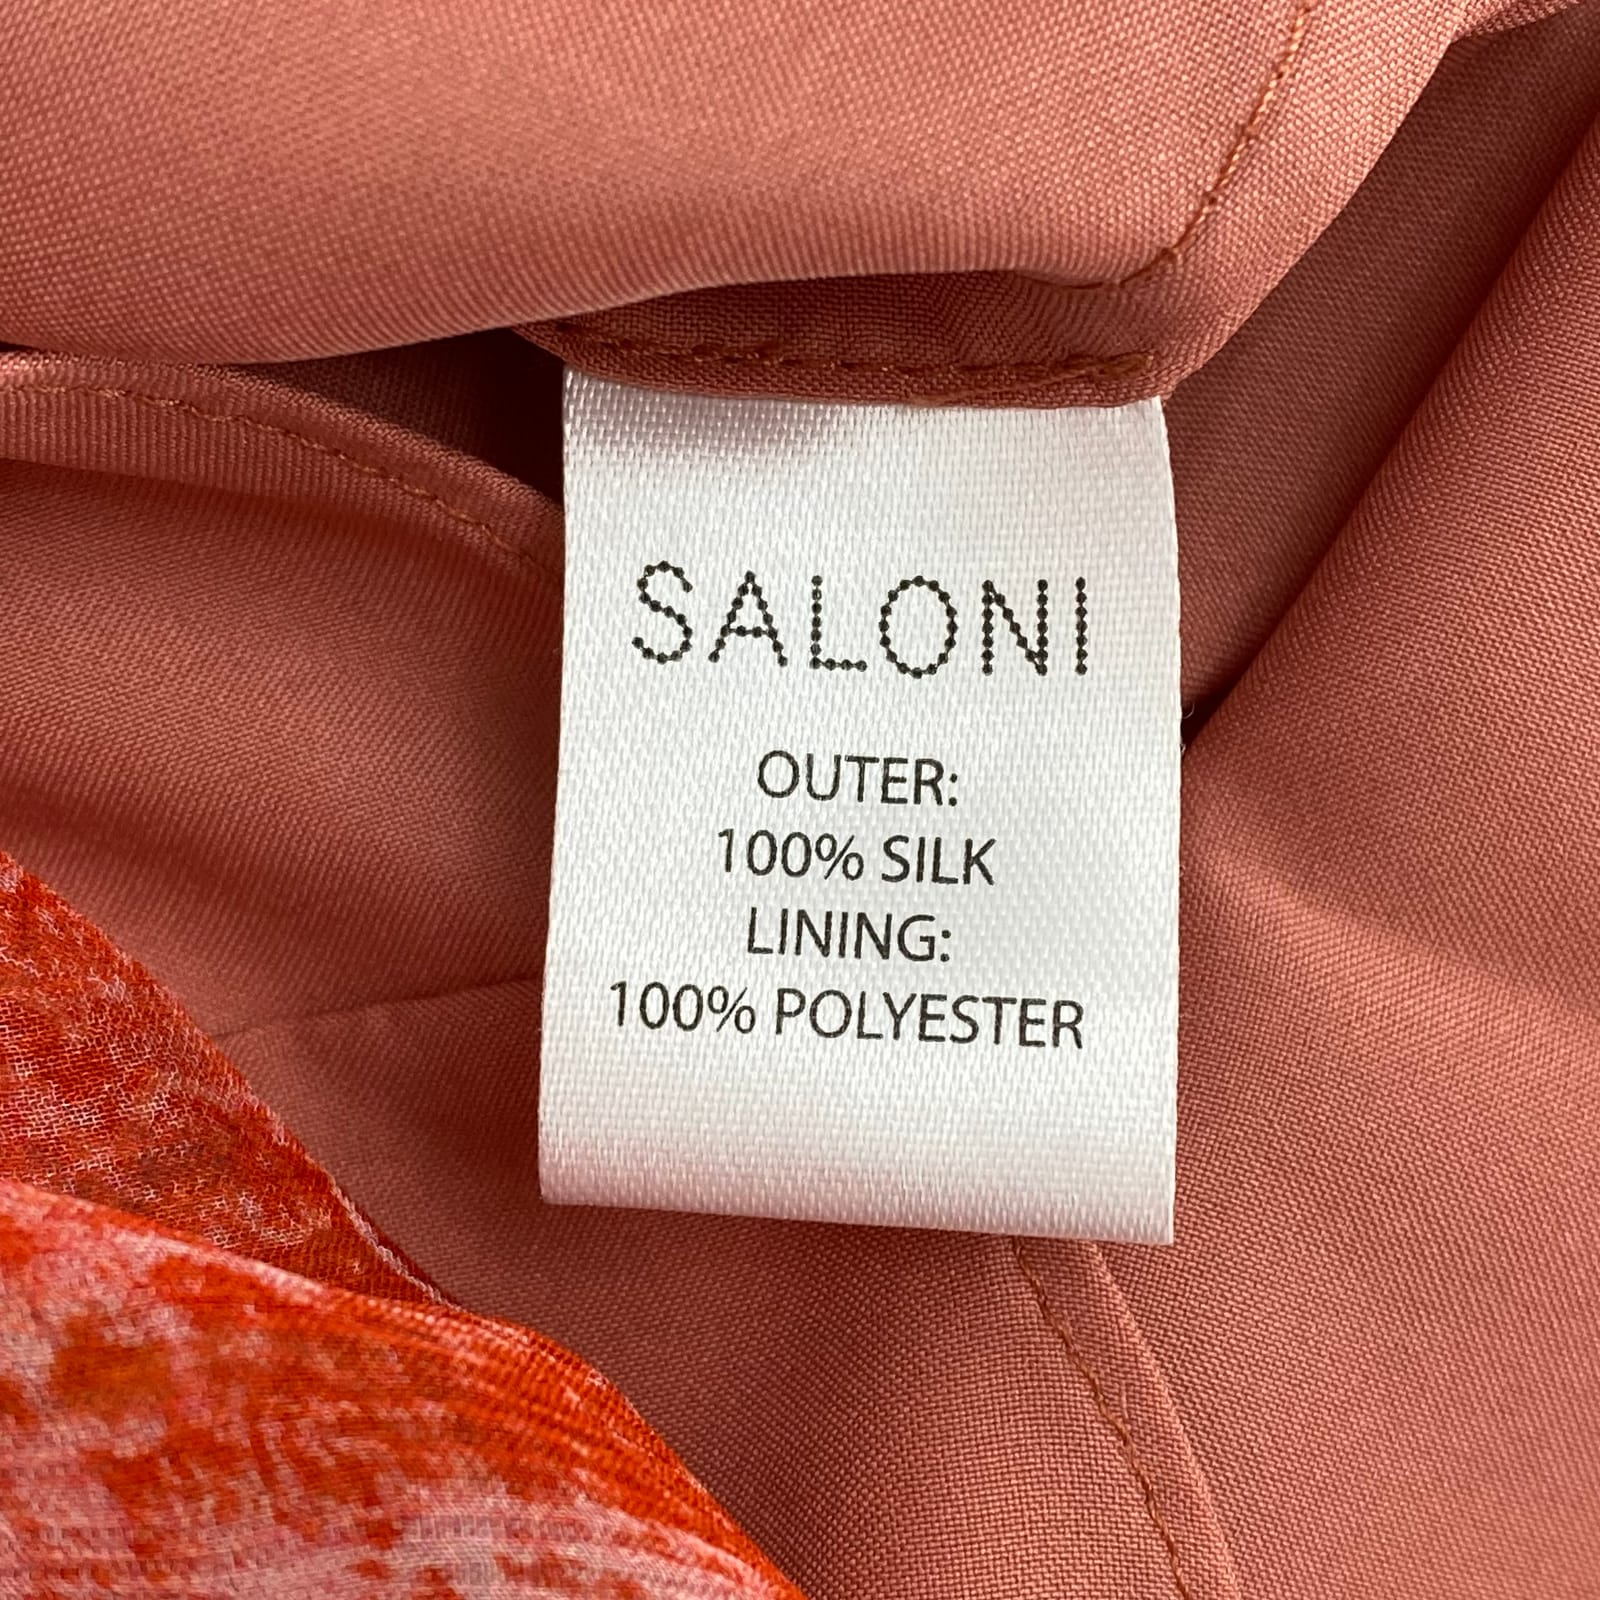 SALONI
OUTER:
100% SILK
LINING:
100% POLYESTER